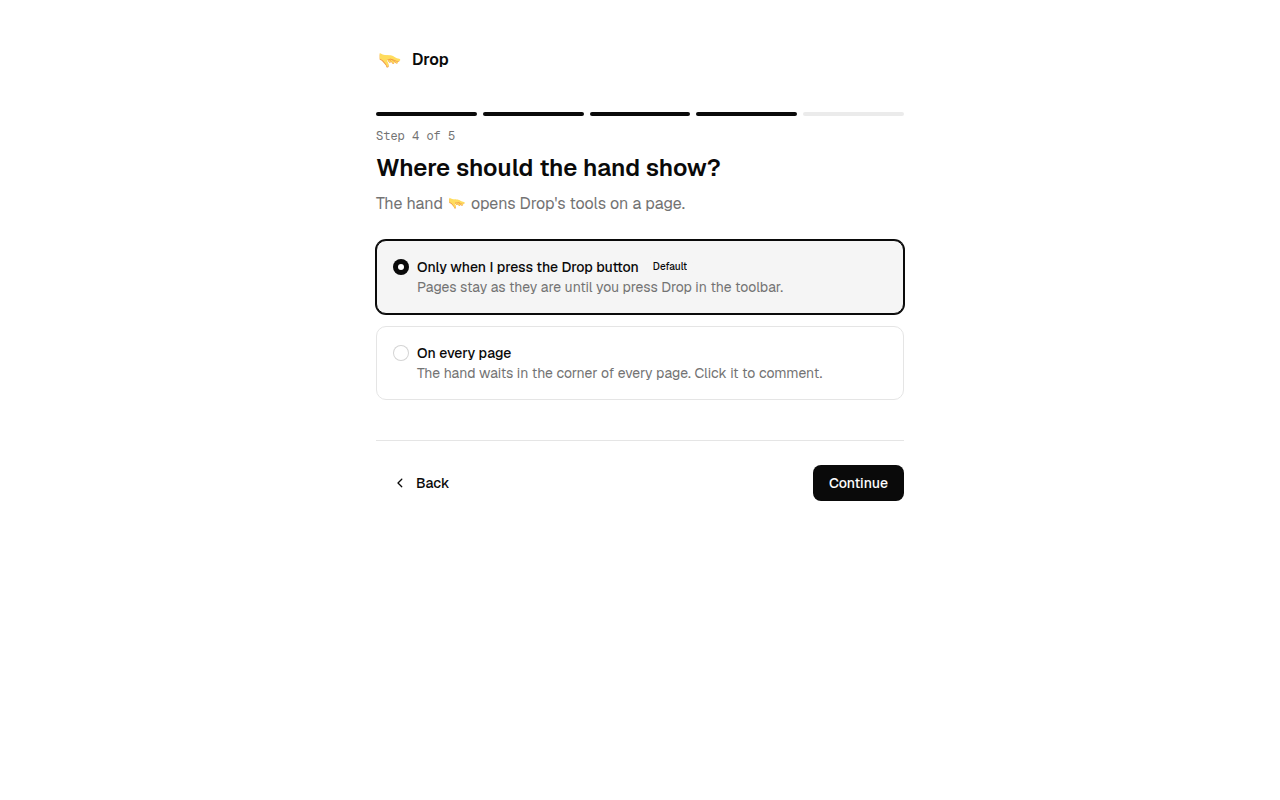 Drop
Step 4 of 5
Where should the hand show?
The hand 🫳 opens Drop's tools on a page.
Only when I press the Drop button Default
Pages stay as they are until you press Drop in the toolbar.
On every page
The hand waits in the corner of every page. Click it to comment.
Back
Continue